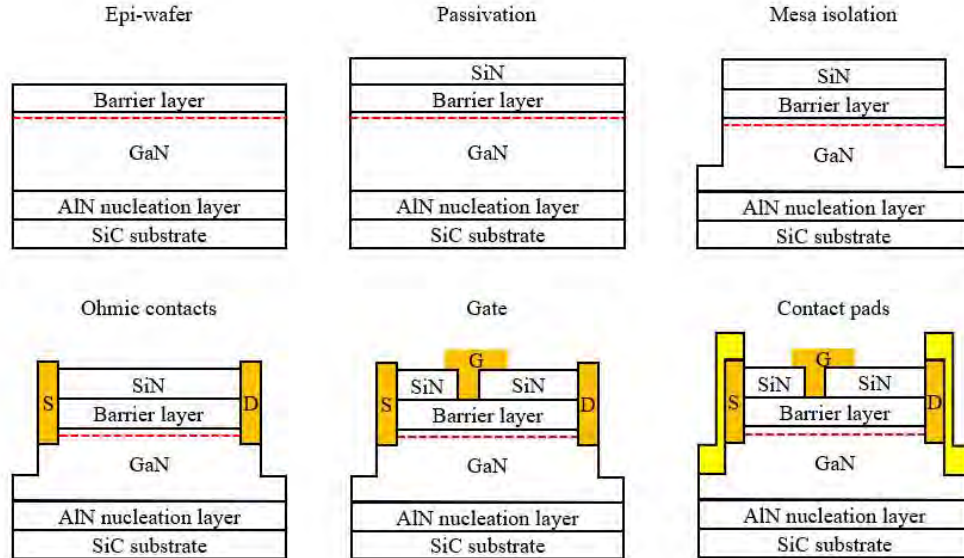 Epi-wafer
Barrier layer
GaN
AlN nucleation layer
SiC substrate
Passivation
SiN
Barrier layer
GaN
AlN nucleation layer
SiC substrate
Mesa isolation
SiN
Barrier layer
GaN
AlN nucleation layer
SiC substrate
Ohmic contacts
S
SiN
D
Barrier layer
GaN
AlN nucleation layer
SiC substrate
Gate
G
S
SiN
SiN
D
Barrier layer
GaN
AlN nucleation layer
SiC substrate
Contact pads
G
S
SiN
SiN
D
Barrier layer
GaN
AlN nucleation layer
SiC substrate